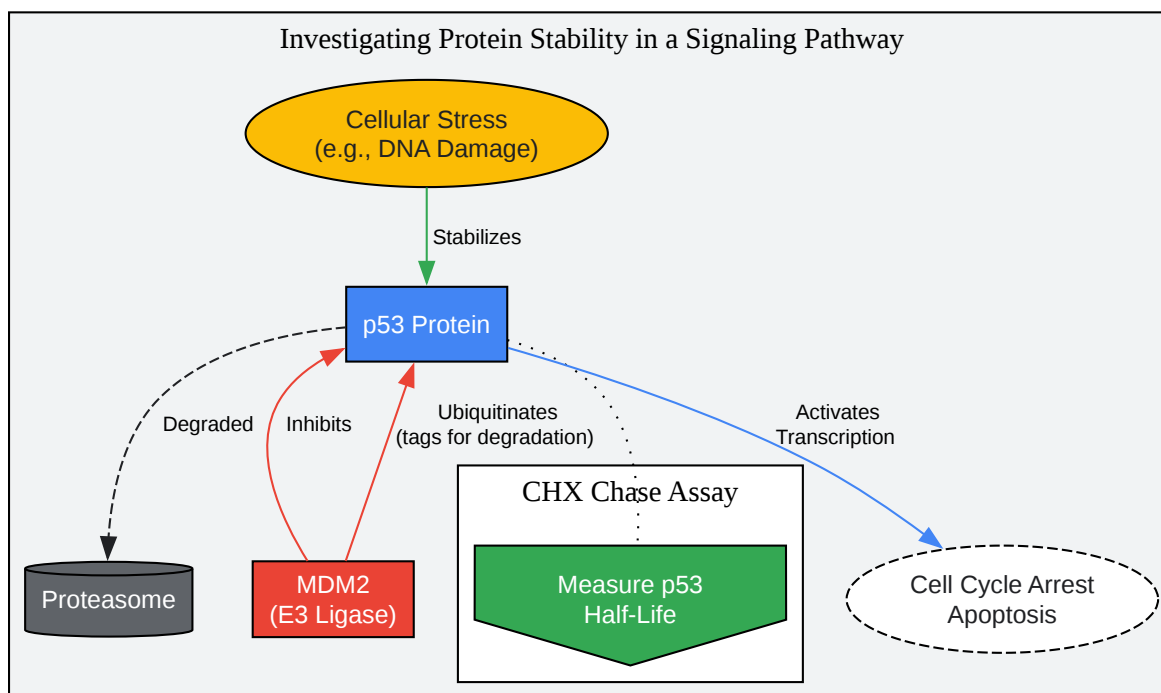 Investigating Protein Stability in a Signaling Pathway
Cellular Stress
(e.g., DNA Damage)
Stabilizes
p53 Protein
Degraded
Inhibits
Ubiquitinates
(tags for degradation)
Activates
Transcription
CHX Chase Assay
Proteasome
MDM2
(E3 Ligase)
Measure p53
Half-Life
Cell Cycle Arrest
Apoptosis